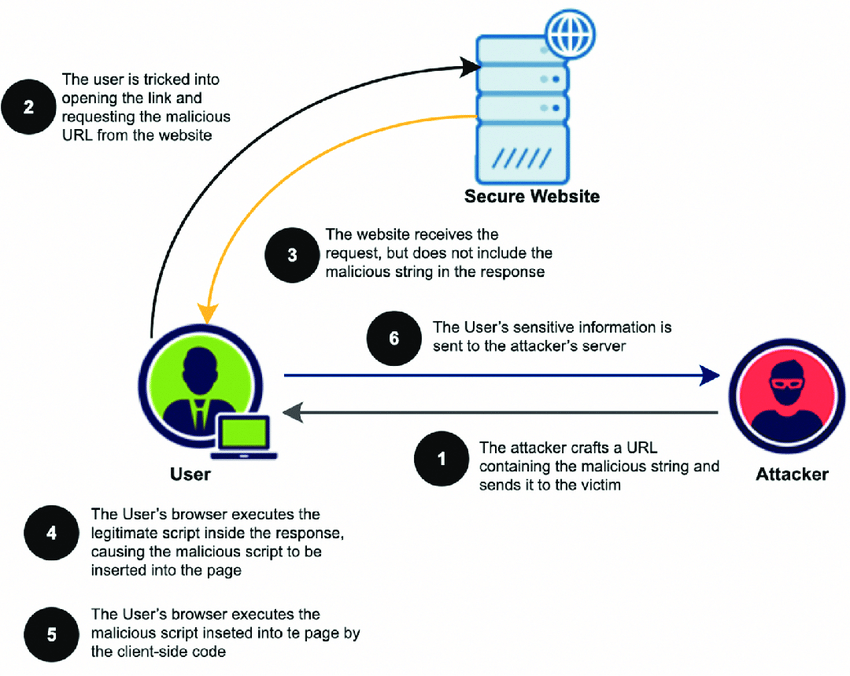 2
The user is tricked into
opening the link and
requesting the malicious
URL from the website
Secure Website
3
The website receives the
request, but does not include the
malicious string in the response
6
The User's sensitive information is
sent to the attacker's server
1
The attacker crafts a URL
containing the malicious string and
sends it to the victim
User
Attacker
4
The User's browser executes the
legitimate script inside the response,
causing the malicious script to be
inserted into the page
5
The User's browser executes the
malicious script inseted into te page by
the client-side code